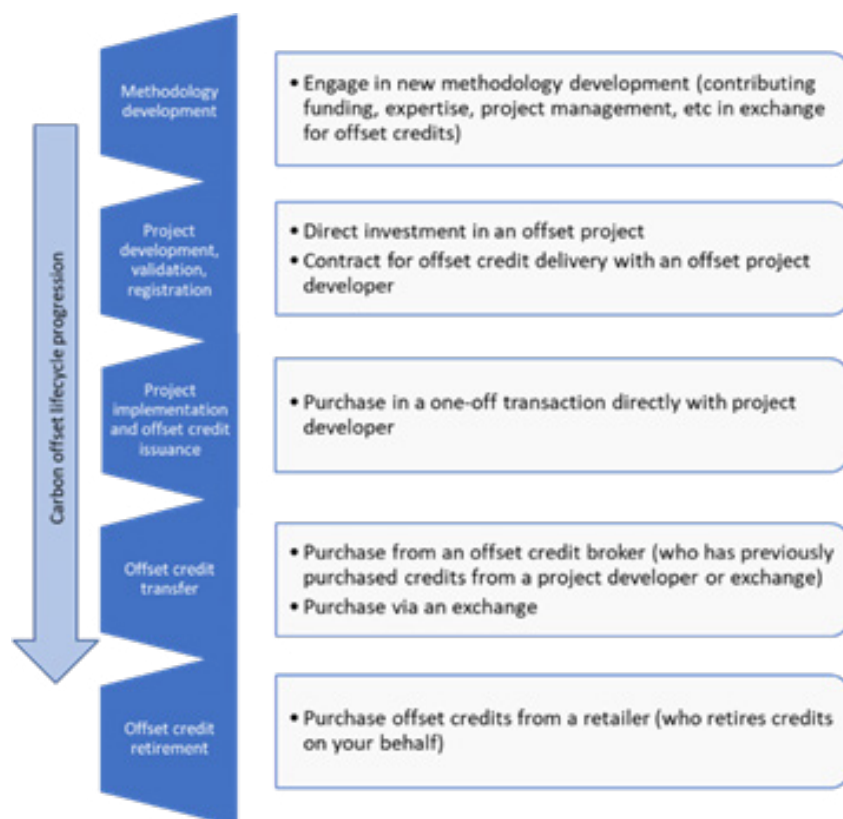 Carbon offset lifecycle progression
Methodology
development
• Engage in new methodology development (contributing
funding, expertise, project management, etc in exchange
for offset credits)
Project
development,
validation,
registration
• Direct investment in an offset project
• Contract for offset credit delivery with an offset project
developer
Project
implementation
and offset credit
issuance
• Purchase in a one-off transaction directly with project
developer
Offset credit
transfer
• Purchase from an offset credit broker (who has previously
purchased credits from a project developer or exchange)
• Purchase via an exchange
Offset credit
retirement
• Purchase offset credits from a retailer (who retires credits
on your behalf)